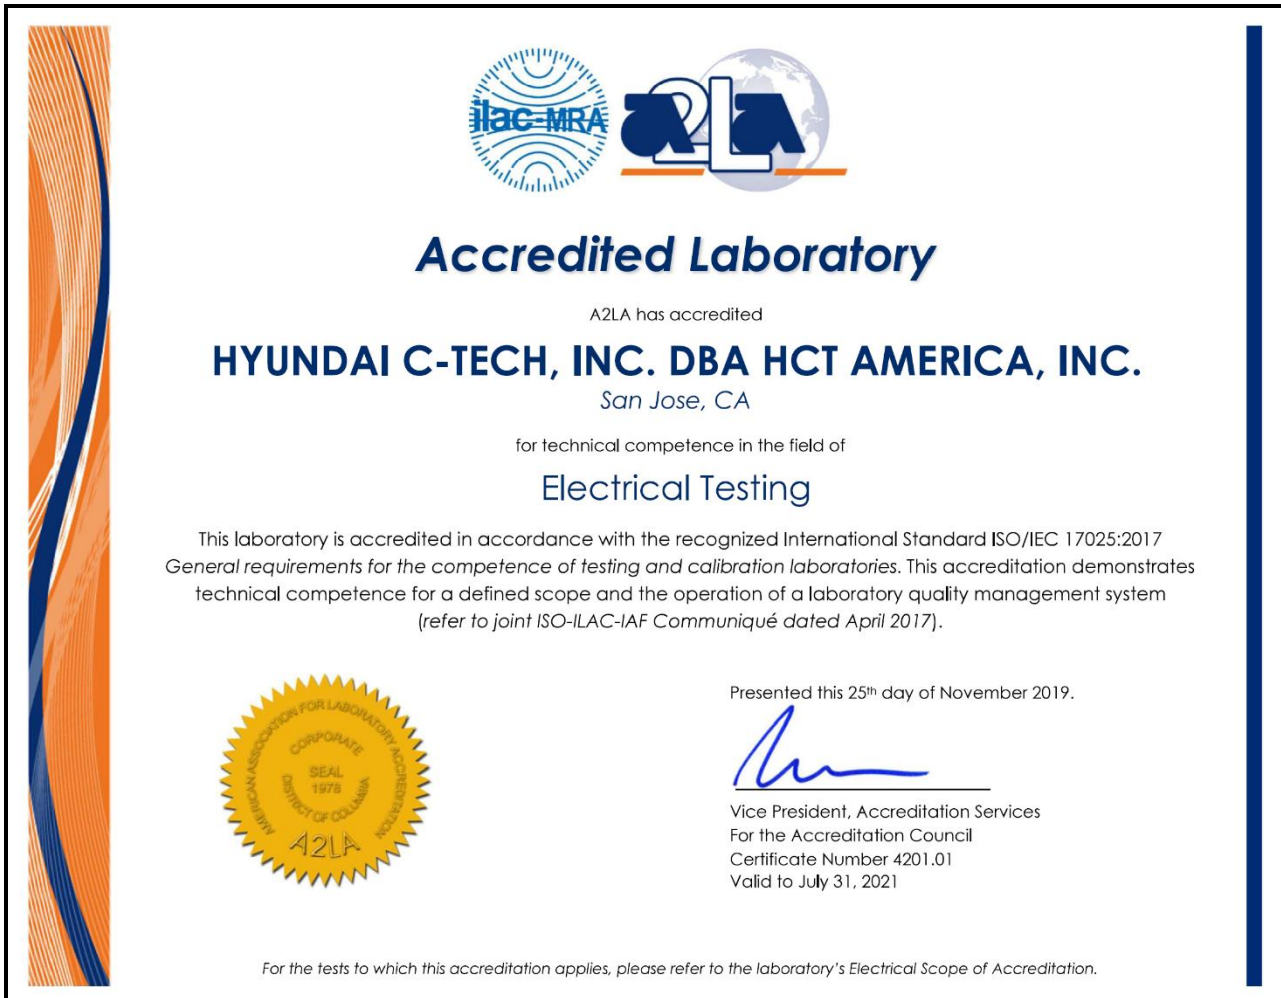 ilac-MRA
A2LA
Accredited Laboratory
A2LA has accredited
HYUNDAI C-TECH, INC. DBA HCT AMERICA, INC.
San Jose, CA
for technical competence in the field of
Electrical Testing
This laboratory is accredited in accordance with the recognized International Standard ISO/IEC 17025:2017
General requirements for the competence of testing and calibration laboratories. This accreditation demonstrates
technical competence for a defined scope and the operation of a laboratory quality management system
(refer to joint ISO-ILAC-IAF Communiqué dated April 2017).
AMERICAN ASSOCIATION FOR LABORATORY ACCREDITATION
CORPORATE
SEAL
1978
DISTRICT OF COLUMBIA
A2LA
Presented this 25th day of November 2019.
Vice President, Accreditation Services
For the Accreditation Council
Certificate Number 4201.01
Valid to July 31, 2021
For the tests to which this accreditation applies, please refer to the laboratory's Electrical Scope of Accreditation.